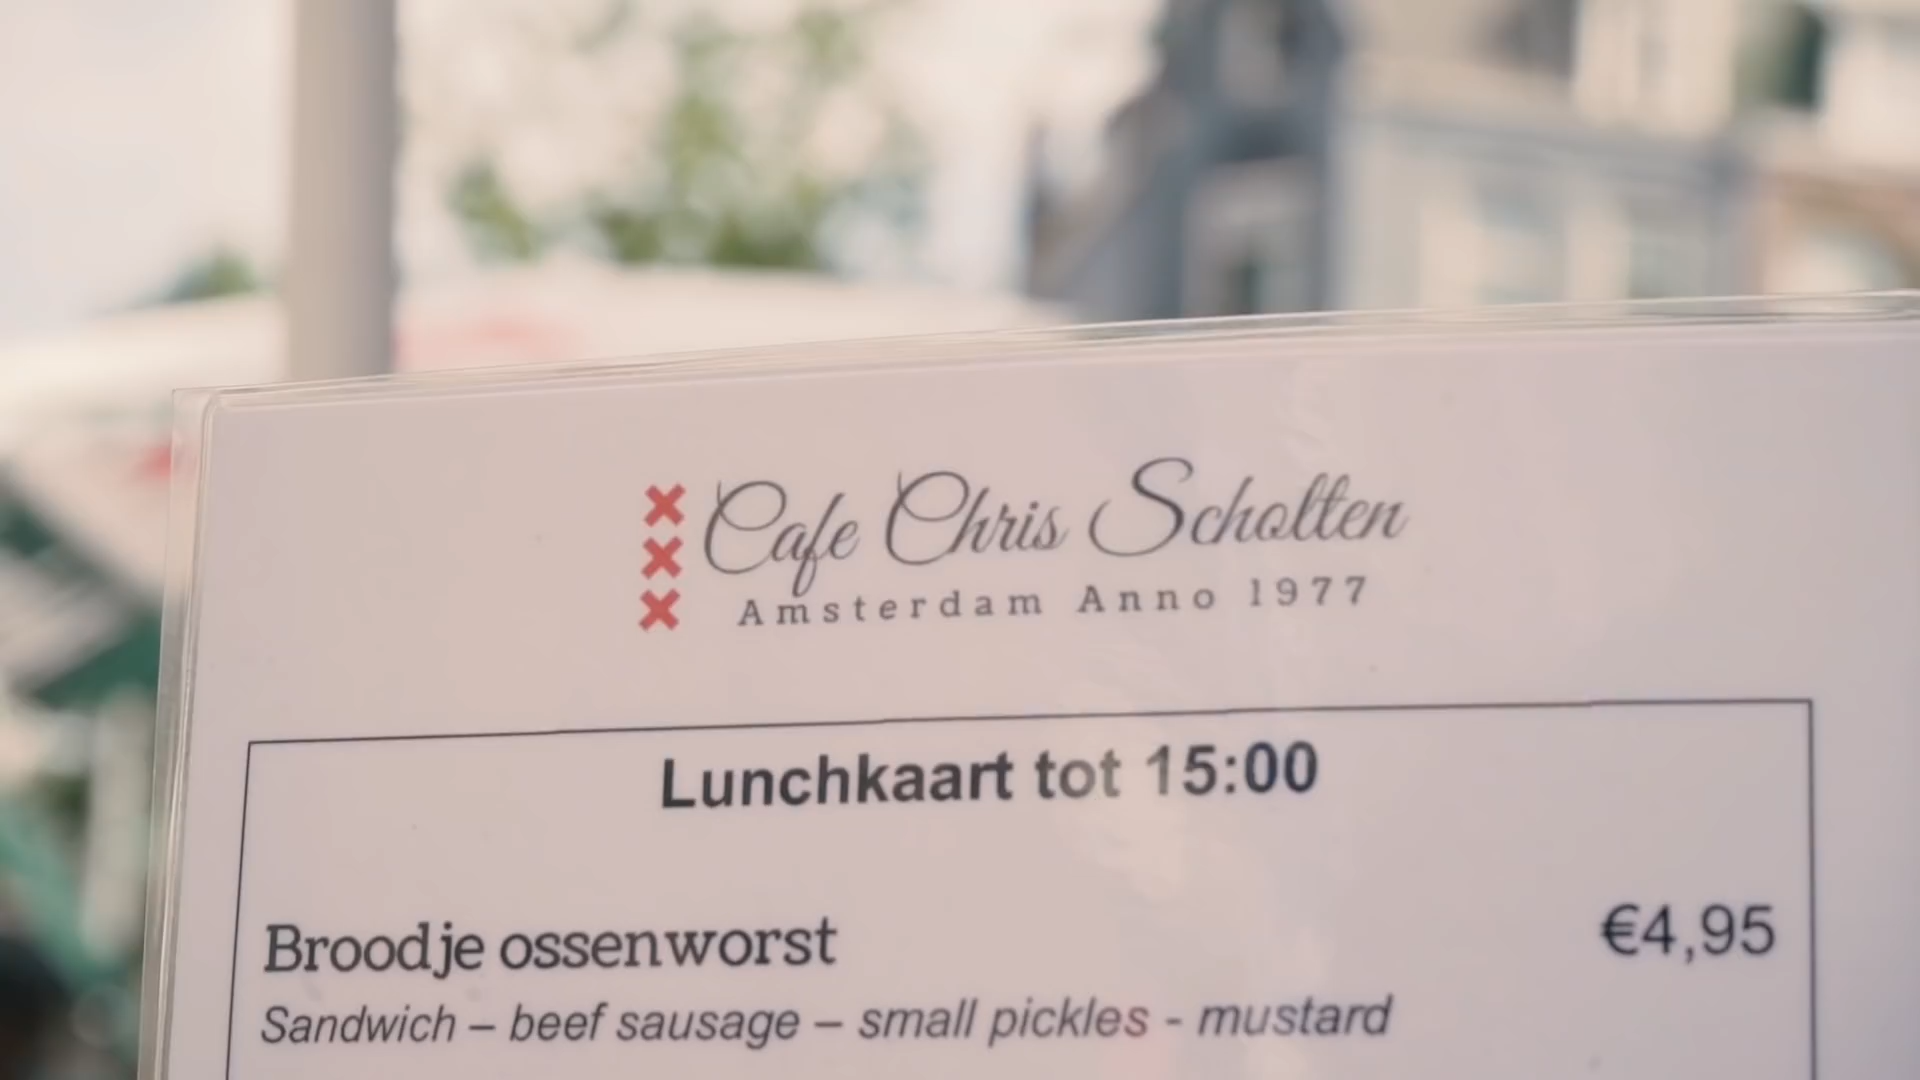 Cafe Chris Scholten
Amsterdam Anno 1977
Lunchkaart tot 15:00
Broodje ossenworst €4,95
Sandwich – beef sausage – small pickles - mustard